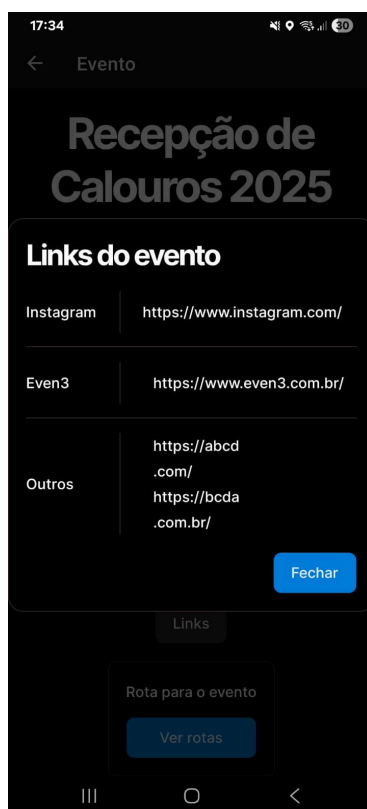 17:34
30
Evento
Recepção de
Calouros 2025
Links do evento
Instagram
https://www.instagram.com/
Even3
https://www.even3.com.br/
Outros
https://abcd
.com/
https://bcda
.com.br/
Fechar
Links
Rota para o evento
Ver rotas